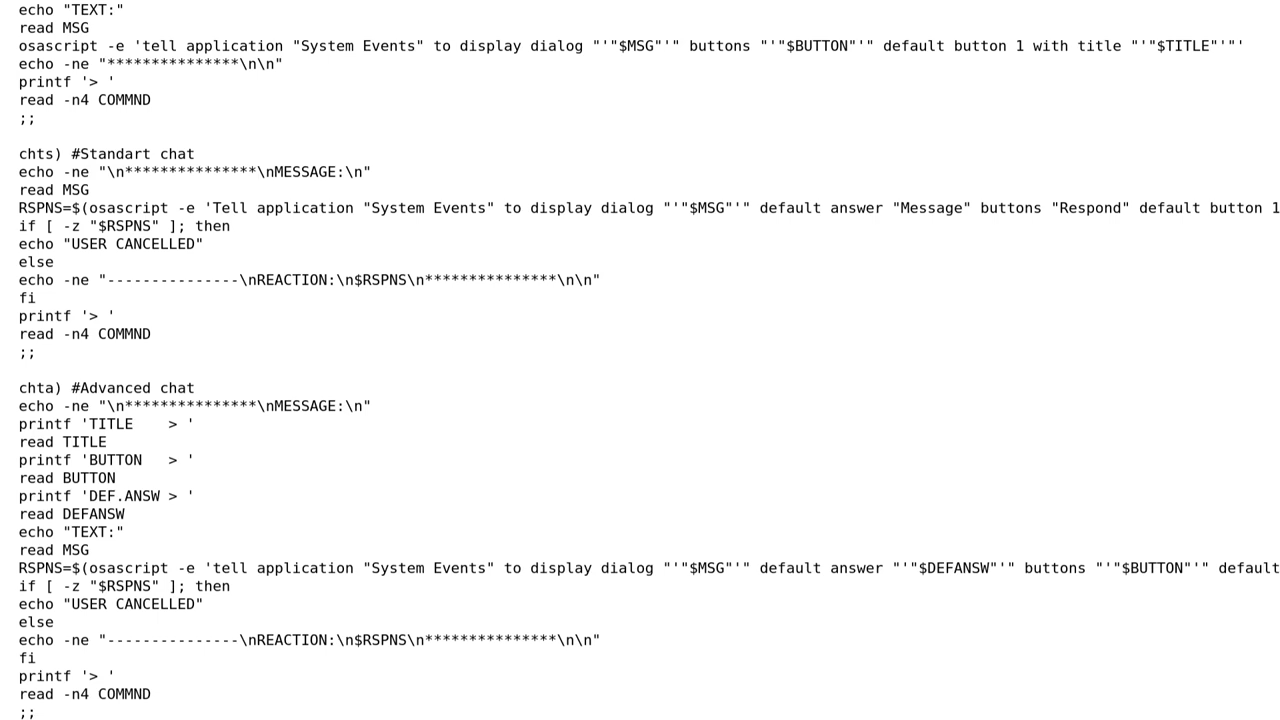 echo "TEXT:"
read MSG
osascript -e 'tell application "System Events" to display dialog "'"$MSG"'" buttons "'"$BUTTON"'" default button 1 with title "'"$TITLE"'"'
echo -ne "***************\n\n"
printf '> '
read -n4 COMMND
;;

chts) #Standart chat
echo -ne "\n***************\nMESSAGE:\n"
read MSG
RSPNS=$(osascript -e 'Tell application "System Events" to display dialog "'"$MSG"'" default answer "Message" buttons "Respond" default button 1
if [ -z "$RSPNS" ]; then
echo "USER CANCELLED"
else
echo -ne "---------------\nREACTION:\n$RSPNS\n***************\n\n"
fi
printf '> '
read -n4 COMMND
;;

chta) #Advanced chat
echo -ne "\n***************\nMESSAGE:\n"
printf 'TITLE    > '
read TITLE
printf 'BUTTON   > '
read BUTTON
printf 'DEF.ANSW > '
read DEFANSW
echo "TEXT:"
read MSG
RSPNS=$(osascript -e 'tell application "System Events" to display dialog "'"$MSG"'" default answer "'"$DEFANSW"'" buttons "'"$BUTTON"'" default
if [ -z "$RSPNS" ]; then
echo "USER CANCELLED"
else
echo -ne "---------------\nREACTION:\n$RSPNS\n***************\n\n"
fi
printf '> '
read -n4 COMMND
;;